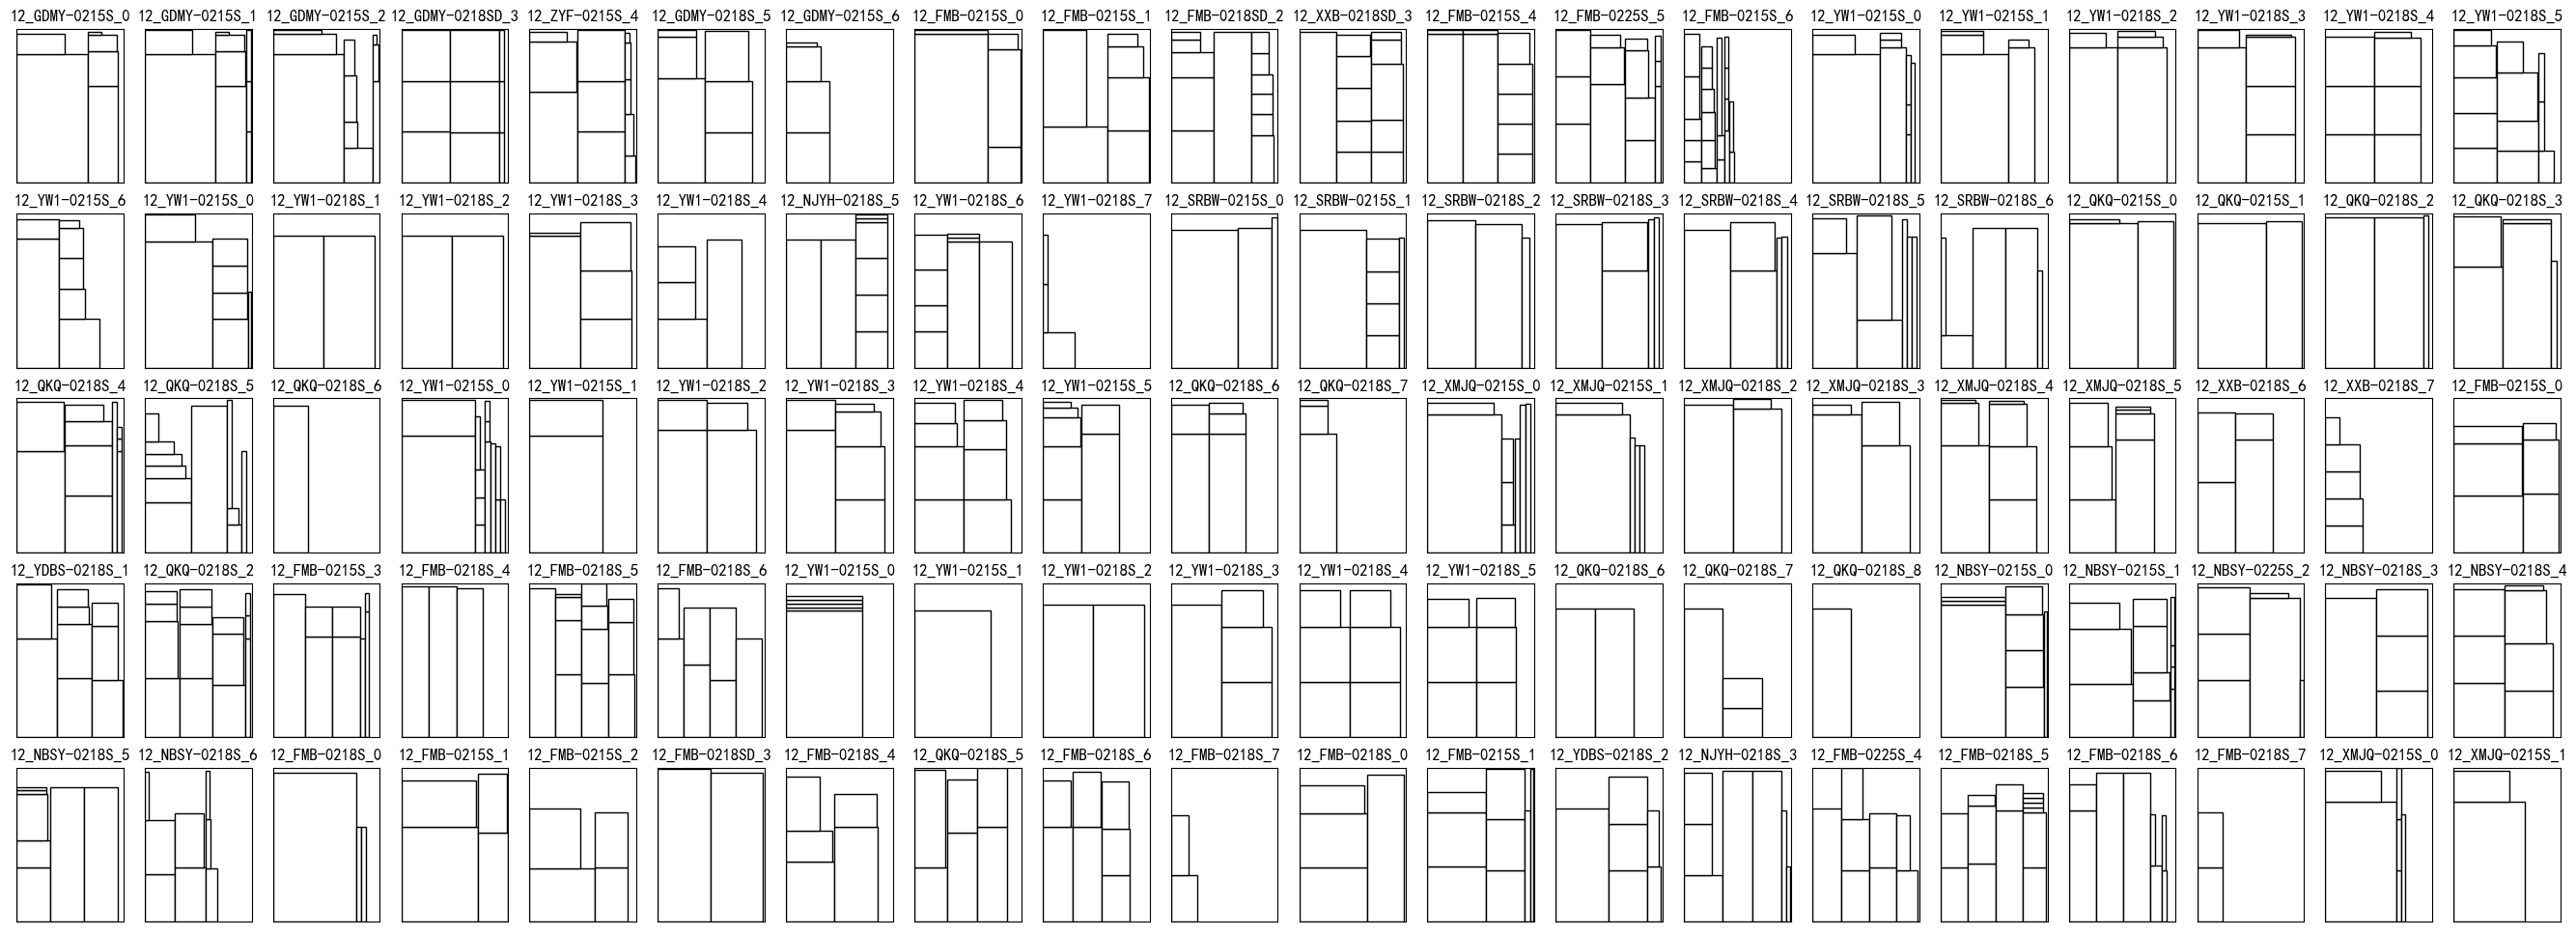 12_GDMY-0215S_0 12_GDMY-0215S_1 12_GDMY-0215S_2 12_GDMY-0218SD_3 12_ZYF-0215S_4 12_GDMY-0218S_5 12_GDMY-0215S_6 12_FMB-0215S_0 12_FMB-0215S_1 12_FMB-0218SD_2 12_XXB-0218SD_3 12_FMB-0215S_4 12_FMB-0225S_5 12_FMB-0215S_6 12_YW1-0215S_0 12_YW1-0215S_1 12_YW1-0218S_2 12_YW1-0218S_3 12_YW1-0218S_4 12_YW1-0218S_5
12_YW1-0215S_6 12_YW1-0215S_0 12_YW1-0218S_1 12_YW1-0218S_2 12_YW1-0218S_3 12_YW1-0218S_4 12_NJYH-0218S_5 12_YW1-0218S_6 12_YW1-0218S_7 12_SRBW-0215S_0 12_SRBW-0215S_1 12_SRBW-0218S_2 12_SRBW-0218S_3 12_SRBW-0218S_4 12_SRBW-0218S_5 12_SRBW-0218S_6 12_QKQ-0215S_0 12_QKQ-0215S_1 12_QKQ-0218S_2 12_QKQ-0218S_3
12_QKQ-0218S_4 12_QKQ-0218S_5 12_QKQ-0218S_6 12_YW1-0215S_0 12_YW1-0215S_1 12_YW1-0218S_2 12_YW1-0218S_3 12_YW1-0218S_4 12_YW1-0215S_5 12_QKQ-0218S_6 12_QKQ-0218S_7 12_XMJQ-0215S_0 12_XMJQ-0215S_1 12_XMJQ-0218S_2 12_XMJQ-0218S_3 12_XMJQ-0218S_4 12_XMJQ-0218S_5 12_XXB-0218S_6 12_XXB-0218S_7 12_FMB-0215S_0
12_YDBS-0218S_1 12_QKQ-0218S_2 12_FMB-0215S_3 12_FMB-0218S_4 12_FMB-0218S_5 12_FMB-0218S_6 12_YW1-0215S_0 12_YW1-0215S_1 12_YW1-0218S_2 12_YW1-0218S_3 12_YW1-0218S_4 12_YW1-0218S_5 12_QKQ-0218S_6 12_QKQ-0218S_7 12_QKQ-0218S_8 12_NBSY-0215S_0 12_NBSY-0215S_1 12_NBSY-0225S_2 12_NBSY-0218S_3 12_NBSY-0218S_4
12_NBSY-0218S_5 12_NBSY-0218S_6 12_FMB-0218S_0 12_FMB-0215S_1 12_FMB-0215S_2 12_FMB-0218SD_3 12_FMB-0218S_4 12_QKQ-0218S_5 12_FMB-0218S_6 12_FMB-0218S_7 12_FMB-0218S_0 12_FMB-0215S_1 12_YDBS-0218S_2 12_NJYH-0218S_3 12_FMB-0225S_4 12_FMB-0218S_5 12_FMB-0218S_6 12_FMB-0218S_7 12_XMJQ-0215S_0 12_XMJQ-0215S_1